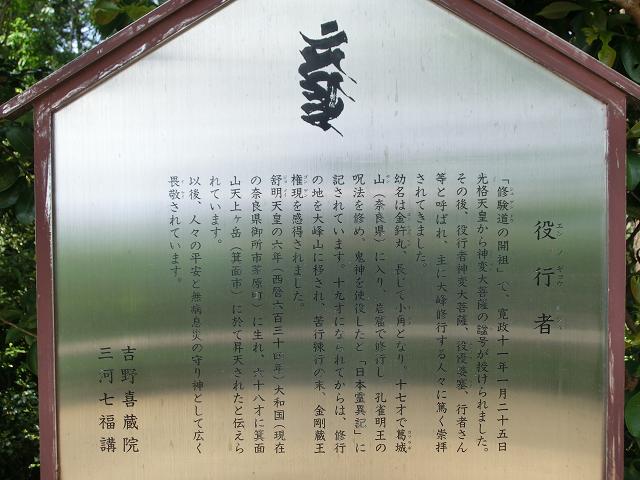 役行者
エンノギョウジャ
「修験道の開祖」で、寛政十一年一月二十五日
光格天皇から神変大菩薩の諡号が授けられました。
その後、役行者神変大菩薩、役優婆塞、行者さん
等と呼ばれ、主に大峰修行する人々に篤く崇拝
されてきました。
幼名は金釬丸、長じて小角となり。十七才で葛城
山(奈良県)に入り、岩窟で修行し、孔雀明王の
呪法を修め、鬼神を使役したと「日本霊異記」に
記されています。十九才になられてからは、修行
の地を大峰山に移され、苦行練行の末、金剛蔵王
権現を感得されました。
舒明天皇の六年(西暦六百三十四年)大和国(現在
の奈良県御所市茅原町)に生れ、六十八才に箕面
山天上ヶ岳(箕面市)に於て昇天されたと伝えら
れています。
以後、人々の平安と無病息災の守り神として広く
畏敬されています。
吉野喜蔵院
三河七福講